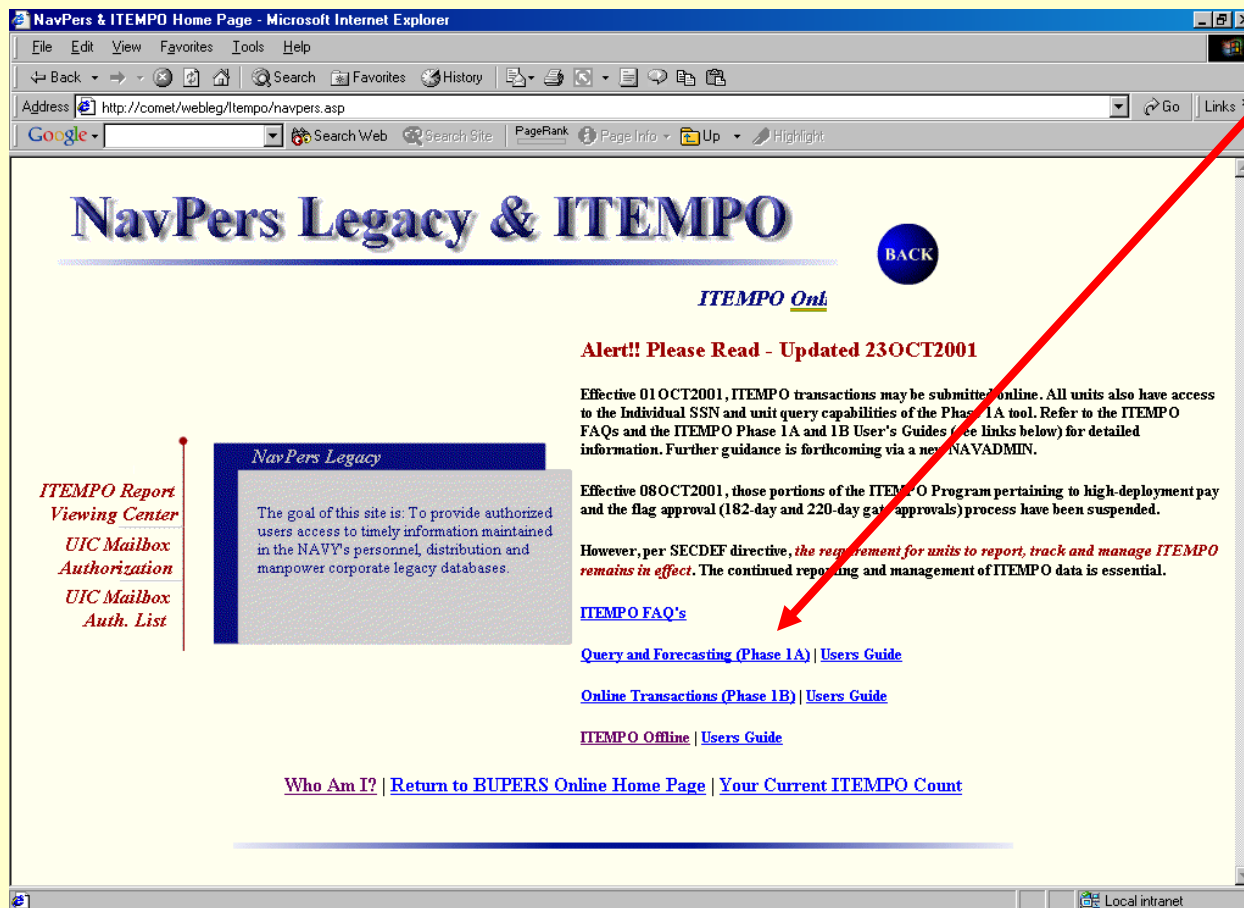 NavPers & ITEMPO Home Page - Microsoft Internet Explorer
File Edit View Favorites Tools Help
Back Search Favorites History
Address http://comet/webleg/Itempo/navpers.asp Go Links
Google Search Web Search Site PageRank Page Info Up Highlight
NavPers Legacy & ITEMPO
BACK
ITEMPO Onl
Alert!! Please Read - Updated 23OCT2001
Effective 01OCT2001, ITEMPO transactions may be submitted online. All units also have access
to the Individual SSN and unit query capabilities of the Phase 1A tool. Refer to the ITEMPO
FAQs and the ITEMPO Phase 1A and 1B User's Guides (see links below) for detailed
information. Further guidance is forthcoming via a new NAVADMIN.
Effective 08OCT2001, those portions of the ITEMPO Program pertaining to high-deployment pay
and the flag approval (182-day and 220-day gate approvals) process have been suspended.
However, per SECDEF directive, the requirement for units to report, track and manage ITEMPO
remains in effect. The continued reporting and management of ITEMPO data is essential.
ITEMPO FAQ's
Query and Forecasting (Phase 1A) | Users Guide
Online Transactions (Phase 1B) | Users Guide
ITEMPO Offline | Users Guide
ITEMPO Report
Viewing Center
UIC Mailbox
Authorization
UIC Mailbox
Auth. List
NavPers Legacy
The goal of this site is: To provide authorized
users access to timely information maintained
in the NAVY's personnel, distribution and
manpower corporate legacy databases.
Who Am I? | Return to BUPERS Online Home Page | Your Current ITEMPO Count
Local intranet